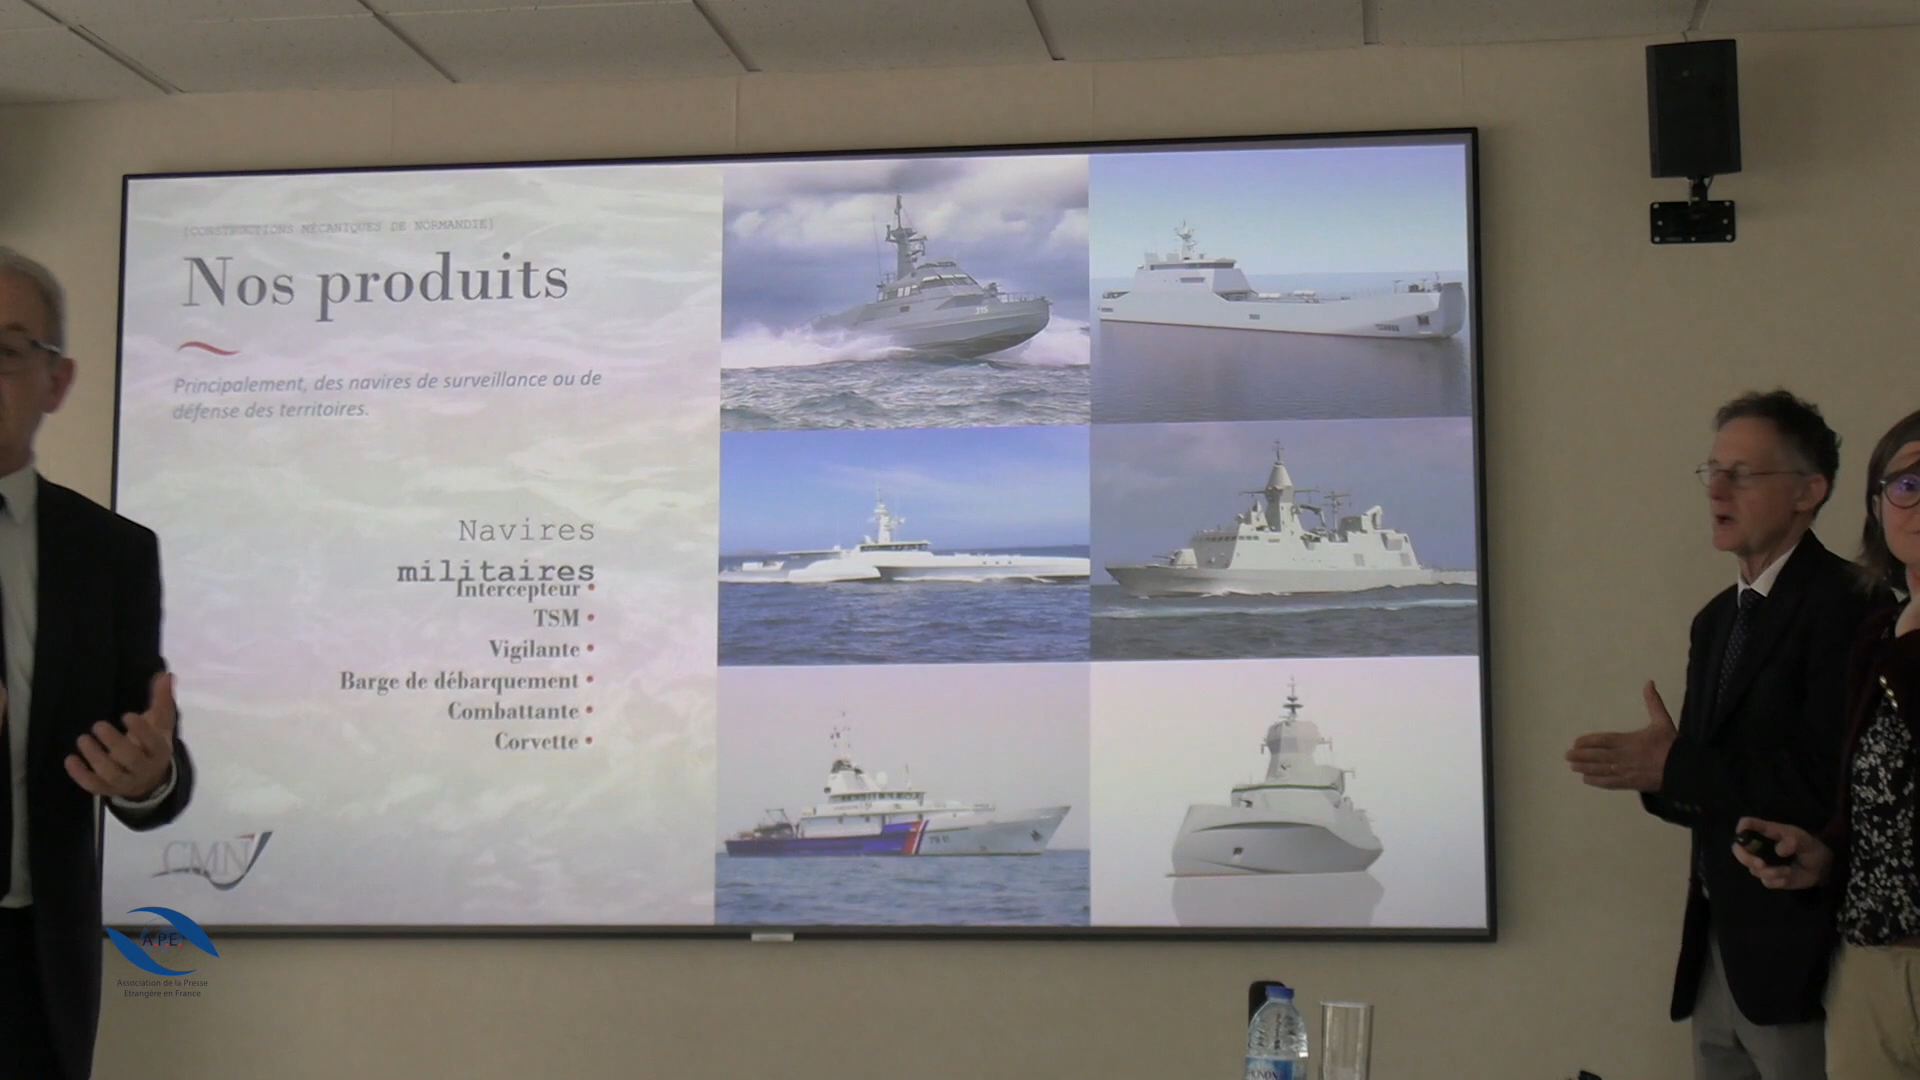 [CONSTRUCTIONS MÉCANIQUES DE NORMANDIE]
Nos produits
Principalement, des navires de surveillance ou de
défense des territoires.
Navires
militaires
Intercepteur •
TSM •
Vigilante •
Barge de débarquement •
Combattante •
Corvette •
CMN
A.P.E.
Association de la Presse
Etrangère en France